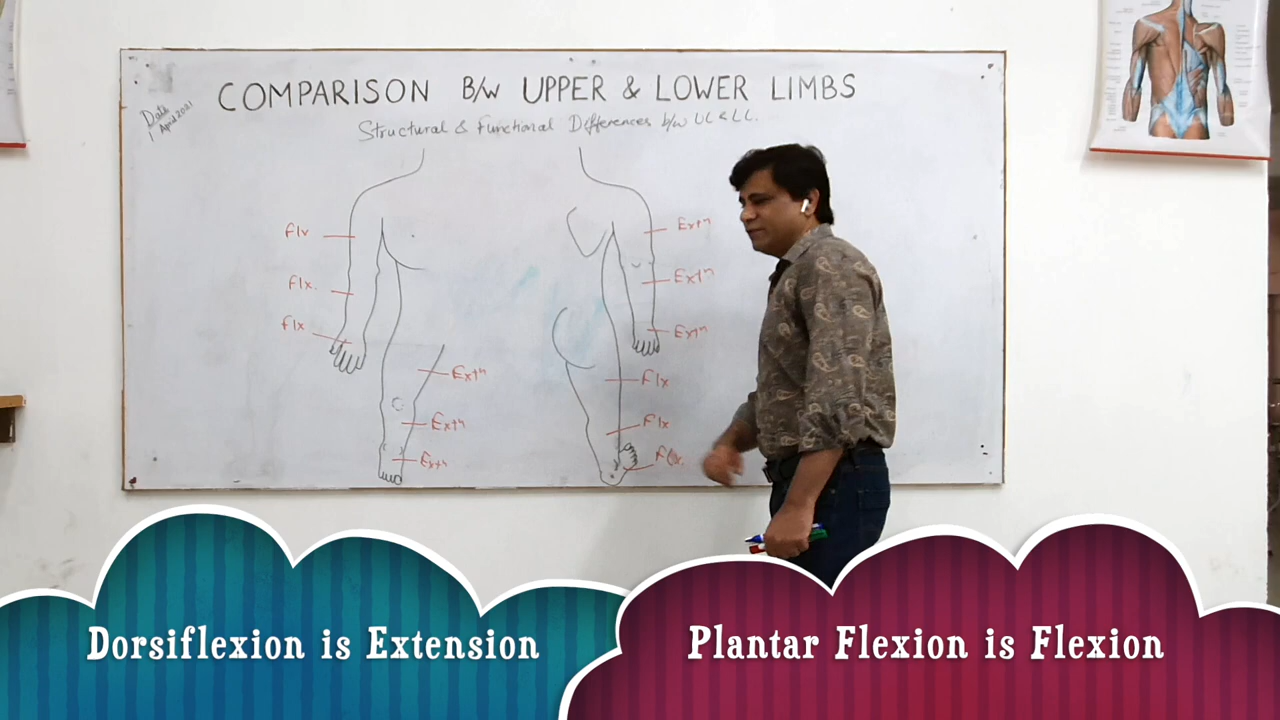 COMPARISON B/W UPPER & LOWER LIMBS
Date
1 April 2021
Structural & Functional Differences b/w UL & LL.
Flx
Flx.
Flx
Extⁿ
Extⁿ
Extⁿ
Extⁿ
Extⁿ
Extⁿ
Flx
Flx
Flx.
Dorsiflexion is Extension
Plantar Flexion is Flexion